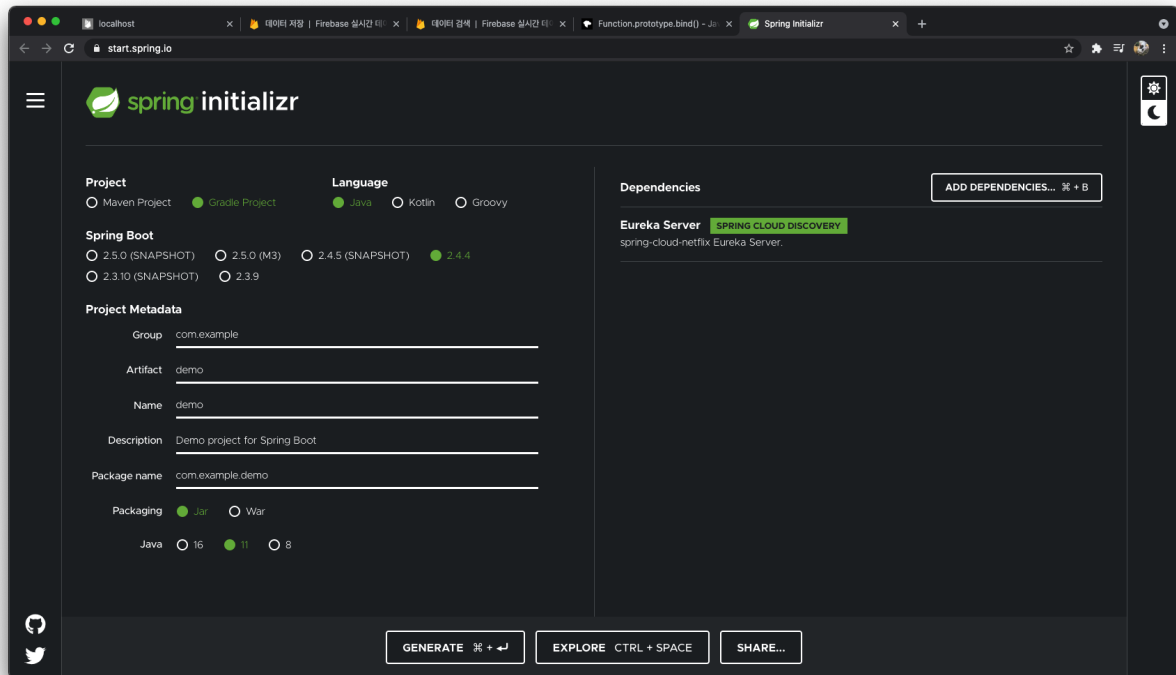 localhost
데이터 저장 | Firebase 실시간 데이
데이터 검색 | Firebase 실시간 데이
Function.prototype.bind() - Jav
Spring Initializr
start.spring.io
spring initializr
Project
Maven Project Gradle Project
Language
Java Kotlin Groovy
Spring Boot
2.5.0 (SNAPSHOT) 2.5.0 (M3) 2.4.5 (SNAPSHOT) 2.4.4
2.3.10 (SNAPSHOT) 2.3.9
Project Metadata
Group com.example
Artifact demo
Name demo
Description Demo project for Spring Boot
Package name com.example.demo
Packaging Jar War
Java 16 11 8
Dependencies
ADD DEPENDENCIES... ⌘ + B
Eureka Server SPRING CLOUD DISCOVERY
spring-cloud-netflix Eureka Server.
GENERATE ⌘ + ↵
EXPLORE CTRL + SPACE
SHARE...